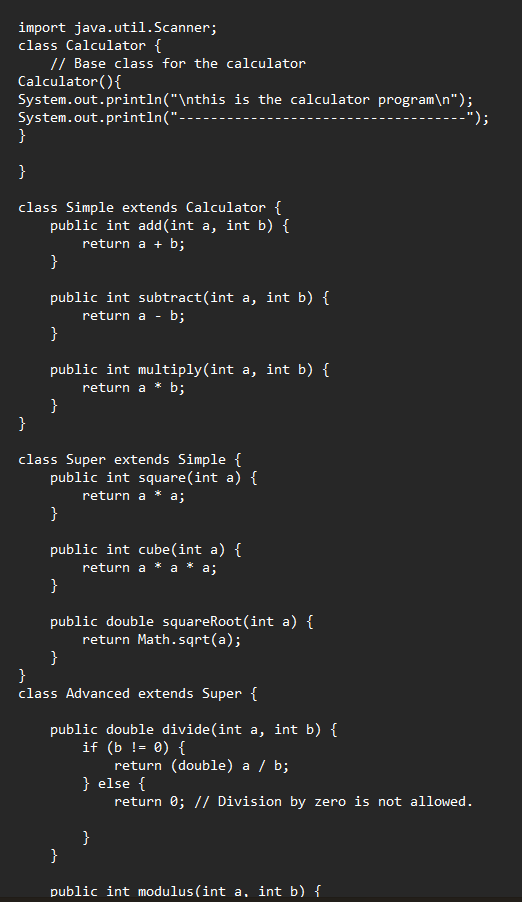 import java.util.Scanner;
class Calculator {
    // Base class for the calculator
Calculator(){
System.out.println("\nthis is the calculator program\n");
System.out.println("------------------------------------");
}

}

class Simple extends Calculator {
    public int add(int a, int b) {
        return a + b;
    }

    public int subtract(int a, int b) {
        return a - b;
    }

    public int multiply(int a, int b) {
        return a * b;
    }
}

class Super extends Simple {
    public int square(int a) {
        return a * a;
    }

    public int cube(int a) {
        return a * a * a;
    }

    public double squareRoot(int a) {
        return Math.sqrt(a);
    }
}
class Advanced extends Super {

    public double divide(int a, int b) {
        if (b != 0) {
            return (double) a / b;
        } else {
            return 0; // Division by zero is not allowed.

        }
    }

    public int modulus(int a, int b) {